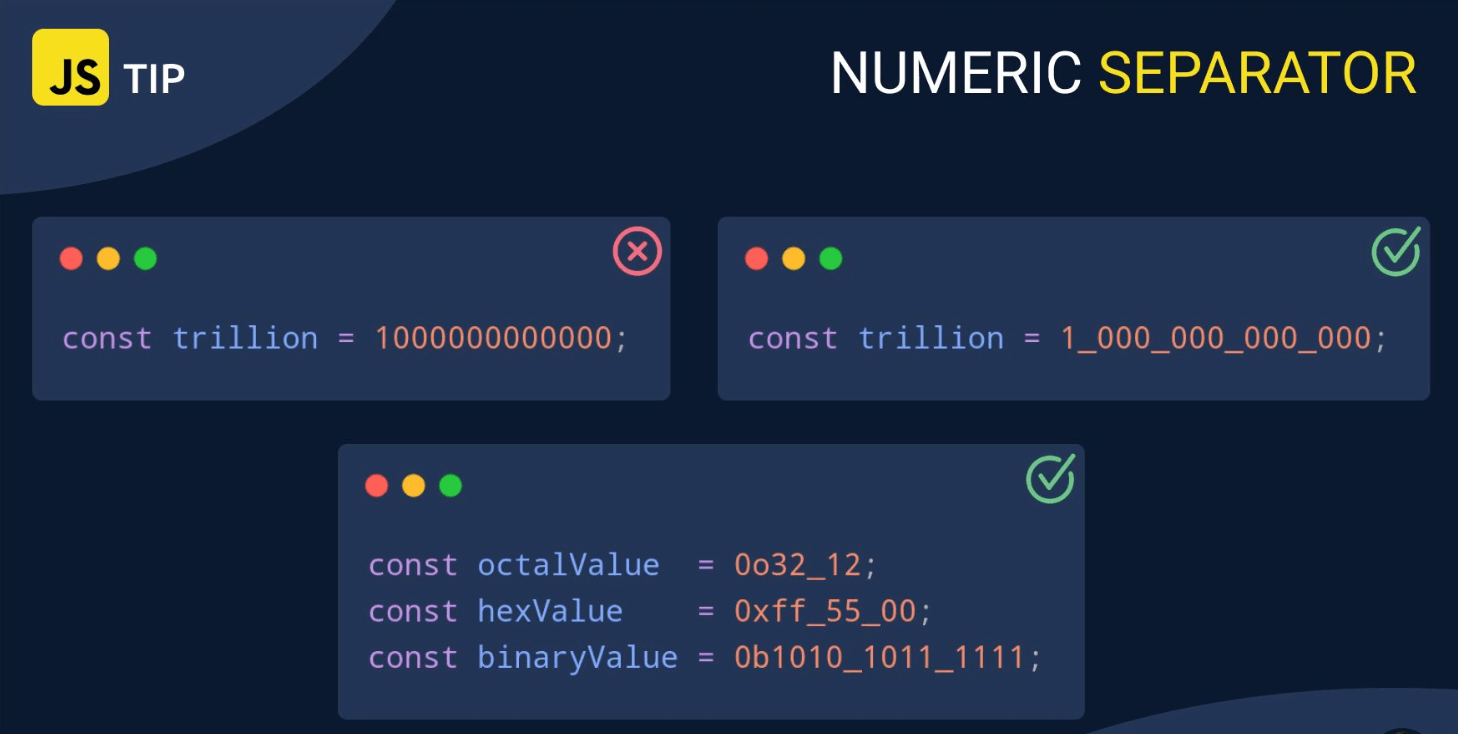 JS TIP
NUMERIC SEPARATOR
const trillion = 1000000000000;
const trillion = 1_000_000_000_000;
const octalValue  = 0o32_12;
const hexValue    = 0xff_55_00;
const binaryValue = 0b1010_1011_1111;